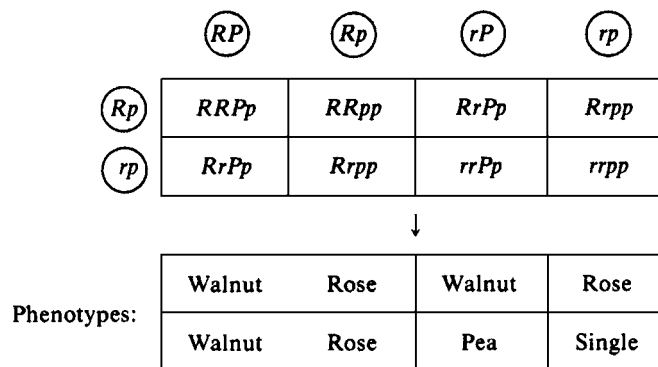 RP Rp rP rp
Rp RRPp RRpp RrPp Rrpp
rp RrPp Rrpp rrPp rrpp
↓
Walnut Rose Walnut Rose
Phenotypes:
Walnut Rose Pea Single